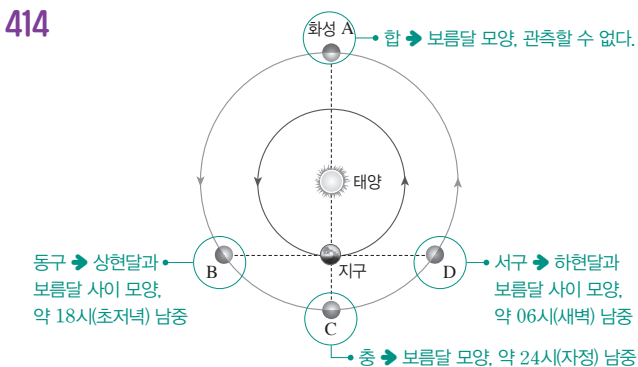 414
화성 A
합 ➜ 보름달 모양, 관측할 수 없다.
태양
동구 ➜ 상현달과
보름달 사이 모양,
약 18시(초저녁) 남중
B
지구
D
서구 ➜ 하현달과
보름달 사이 모양,
약 06시(새벽) 남중
C
충 ➜ 보름달 모양, 약 24시(자정) 남중